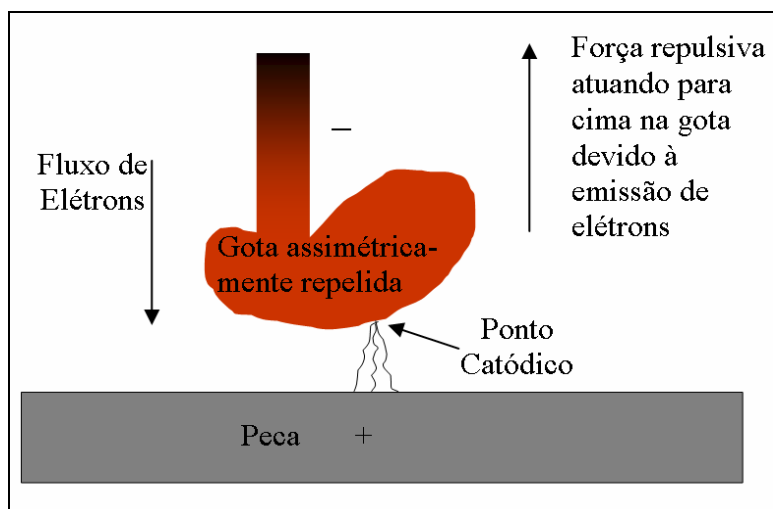 Força repulsiva
atuando para
cima na gota
devido à
emissão de
elétrons
–
Fluxo de
Elétrons
Gota assimétrica-
mente repelida
Ponto
Catódico
Peca +